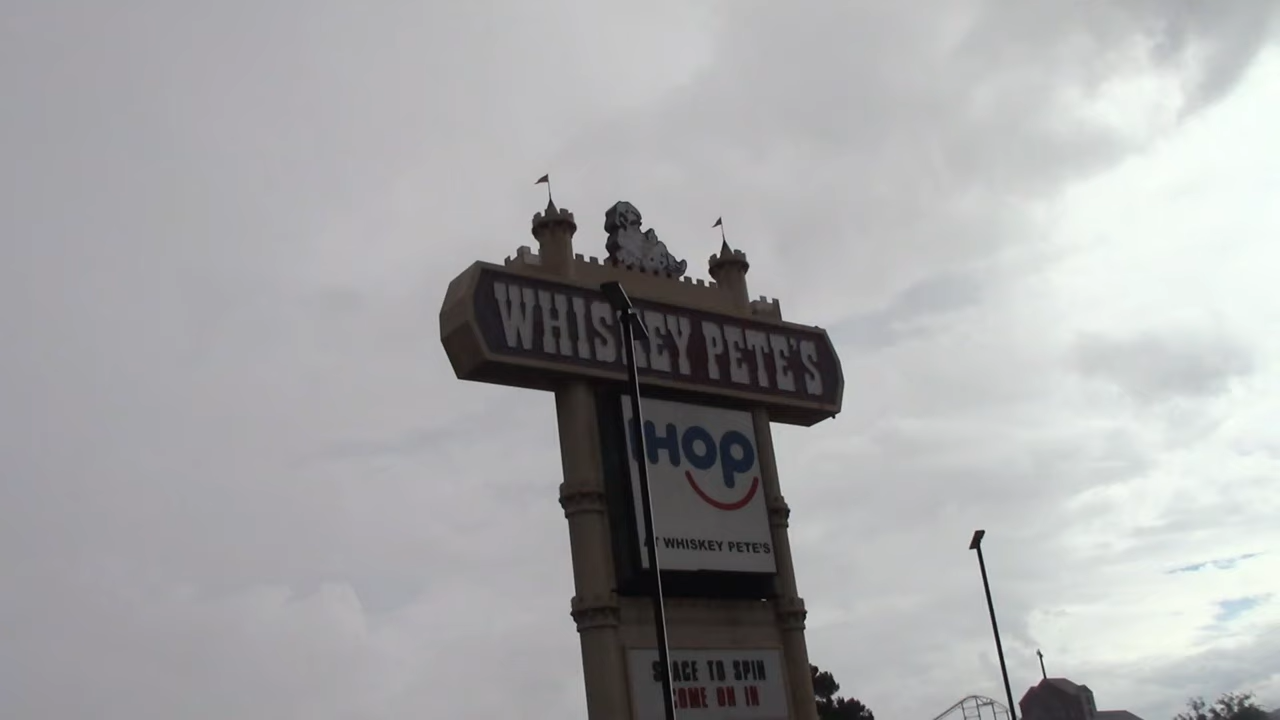 WHISKEY PETE'S
IHOP
AT WHISKEY PETE'S
SPACE TO SPIN
COME ON IN